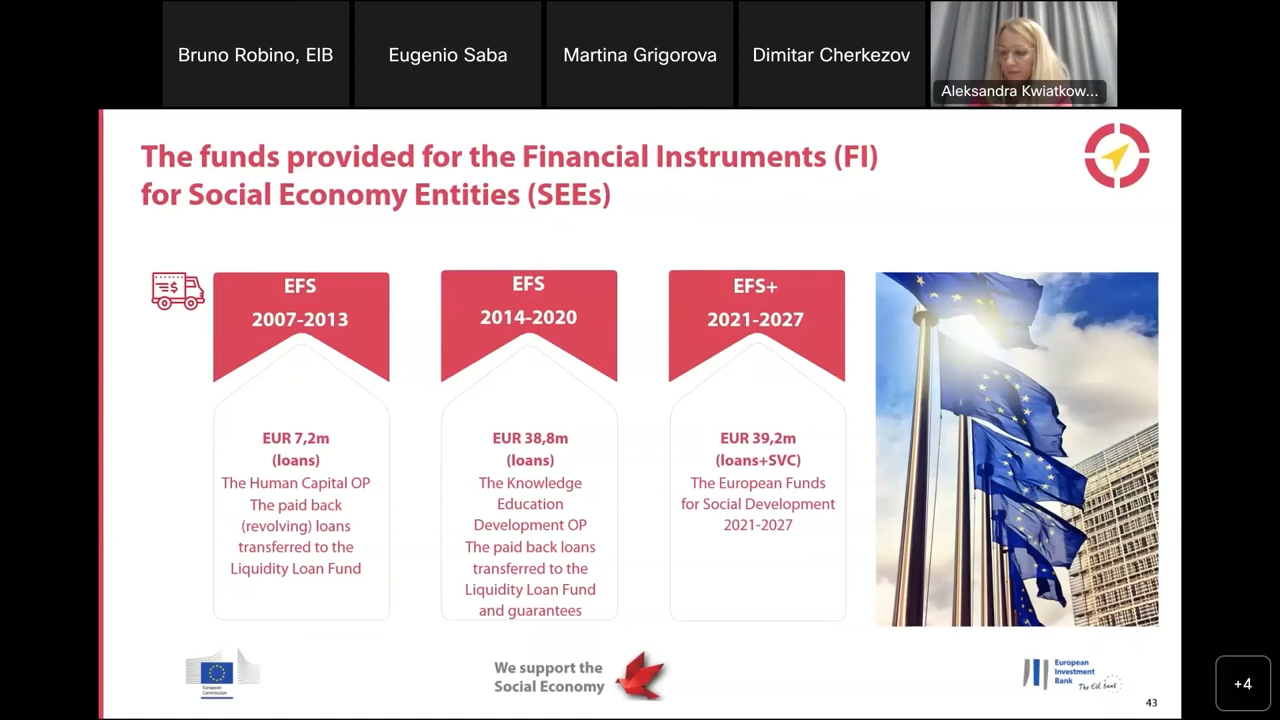 Bruno Robino, EIB
Eugenio Saba
Martina Grigorova
Dimitar Cherkezov
Aleksandra Kwiatkow...
The funds provided for the Financial Instruments (FI)
for Social Economy Entities (SEEs)
EFS
2007-2013
EUR 7,2m
(loans)
The Human Capital OP
The paid back
(revolving) loans
transferred to the
Liquidity Loan Fund
EFS
2014-2020
EUR 38,8m
(loans)
The Knowledge
Education
Development OP
The paid back loans
transferred to the
Liquidity Loan Fund
and guarantees
EFS+
2021-2027
EUR 39,2m
(loans+SVC)
The European Funds
for Social Development
2021-2027
European
Commission
We support the
Social Economy
European
Investment
Bank
The EU bank
43
+4